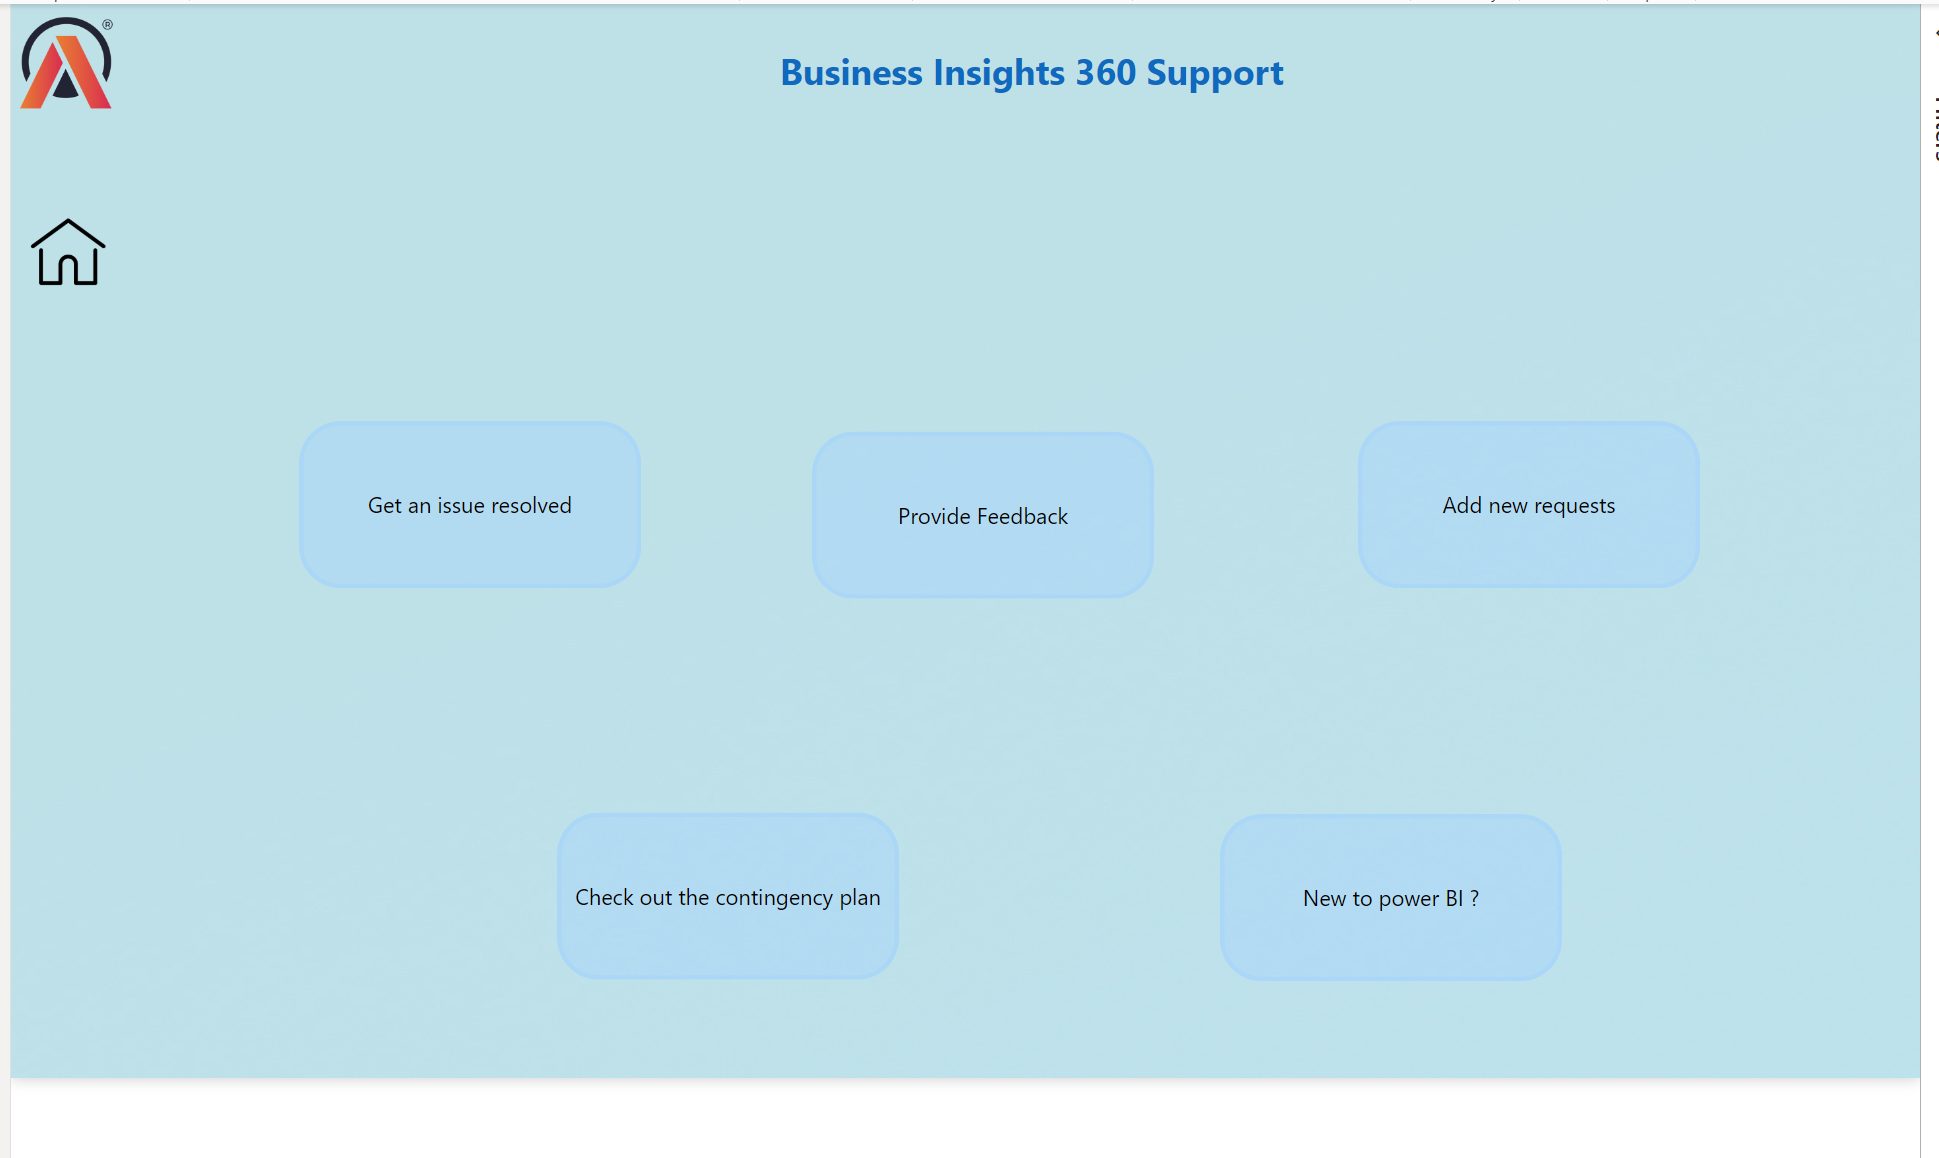 ®
Business Insights 360 Support
Get an issue resolved
Provide Feedback
Add new requests
Check out the contingency plan
New to power BI ?